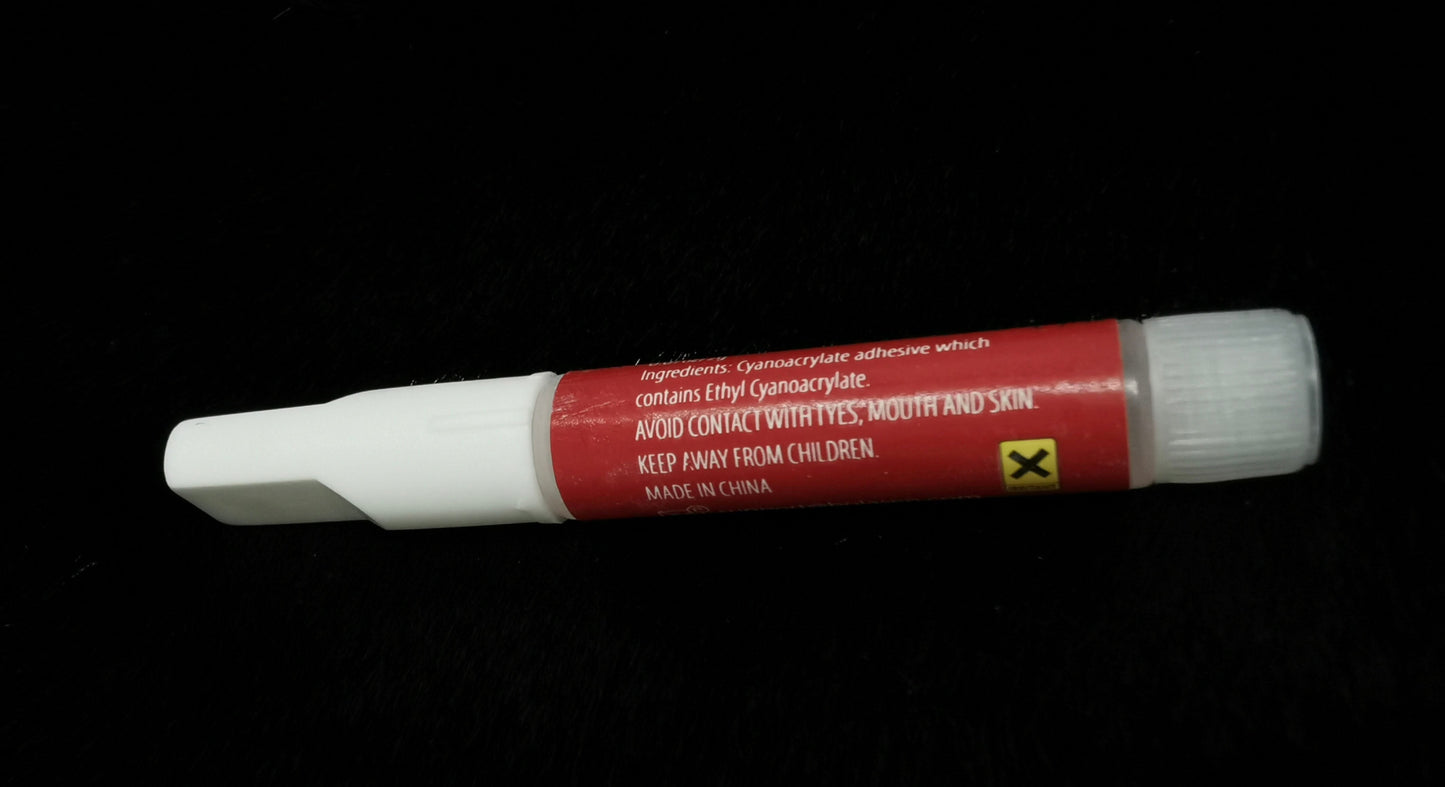 Ingredients: Cyanoacrylate adhesive which
contains Ethyl Cyanoacrylate.
AVOID CONTACT WITH EYES, MOUTH AND SKIN.
KEEP AWAY FROM CHILDREN.
MADE IN CHINA